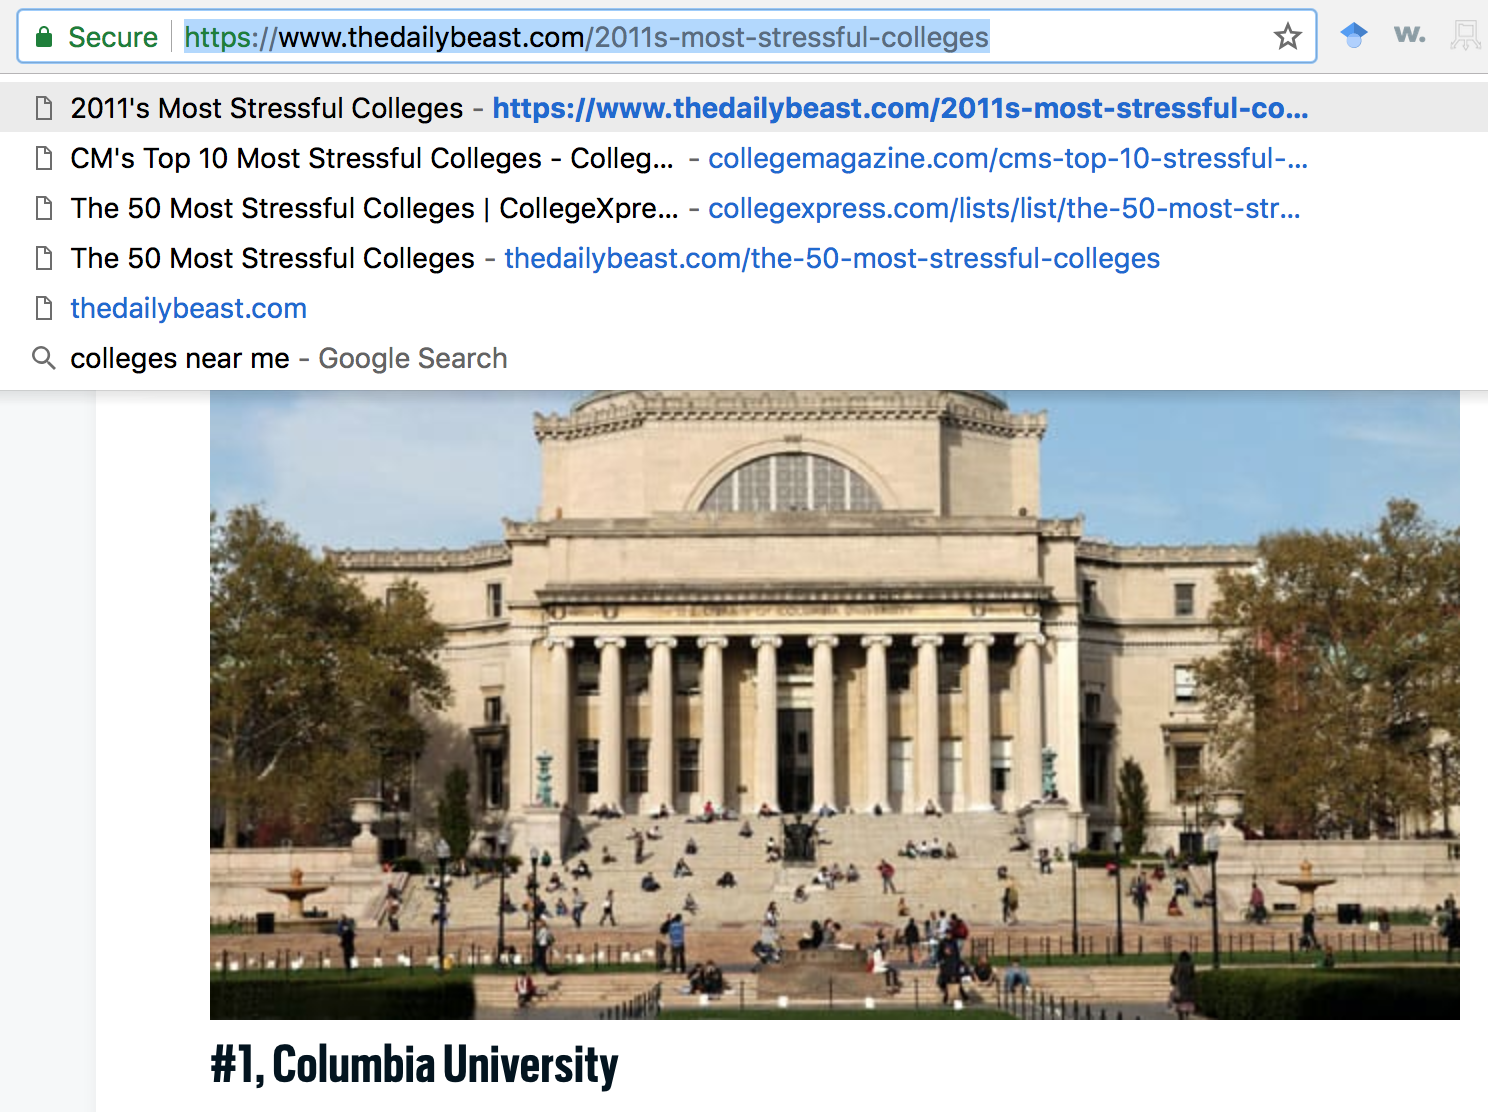 Secure https://www.thedailybeast.com/2011s-most-stressful-colleges w.
2011's Most Stressful Colleges - https://www.thedailybeast.com/2011s-most-stressful-co...
CM's Top 10 Most Stressful Colleges - Colleg... - collegemagazine.com/cms-top-10-stressful-...
The 50 Most Stressful Colleges | CollegeXpre... - collegexpress.com/lists/list/the-50-most-str...
The 50 Most Stressful Colleges - thedailybeast.com/the-50-most-stressful-colleges
thedailybeast.com
colleges near me - Google Search
OF COLUMBIA UNIVERSITY
#1, Columbia University